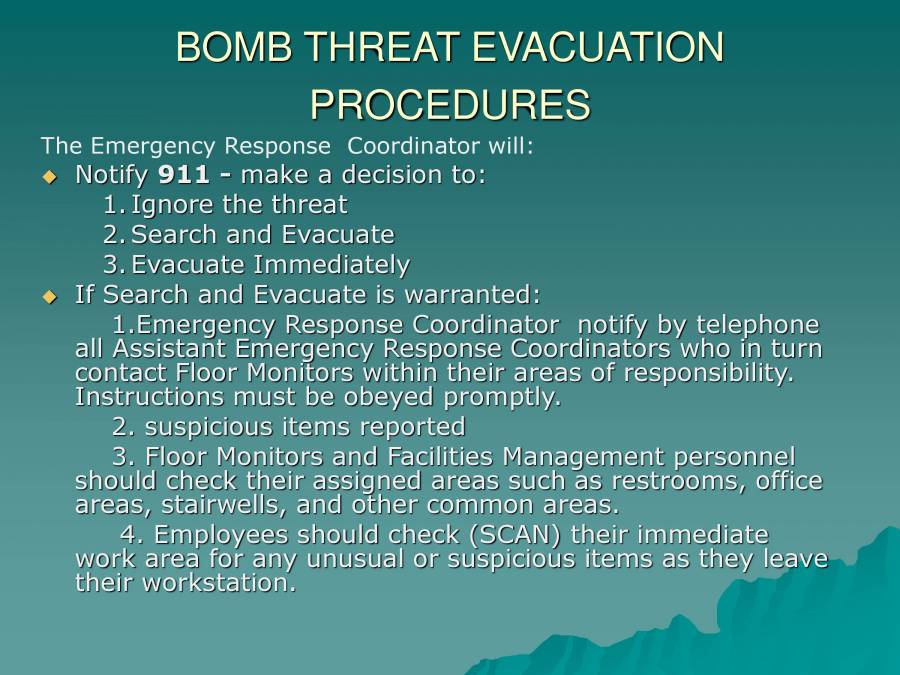 BOMB THREAT EVACUATION
PROCEDURES
The Emergency Response Coordinator will:
Notify 911 - make a decision to:
1. Ignore the threat
2. Search and Evacuate
3. Evacuate Immediately
If Search and Evacuate is warranted:
1.Emergency Response Coordinator notify by telephone
all Assistant Emergency Response Coordinators who in turn
contact Floor Monitors within their areas of responsibility.
Instructions must be obeyed promptly.
2. suspicious items reported
3. Floor Monitors and Facilities Management personnel
should check their assigned areas such as restrooms, office
areas, stairwells, and other common areas.
4. Employees should check (SCAN) their immediate
work area for any unusual or suspicious items as they leave
their workstation.